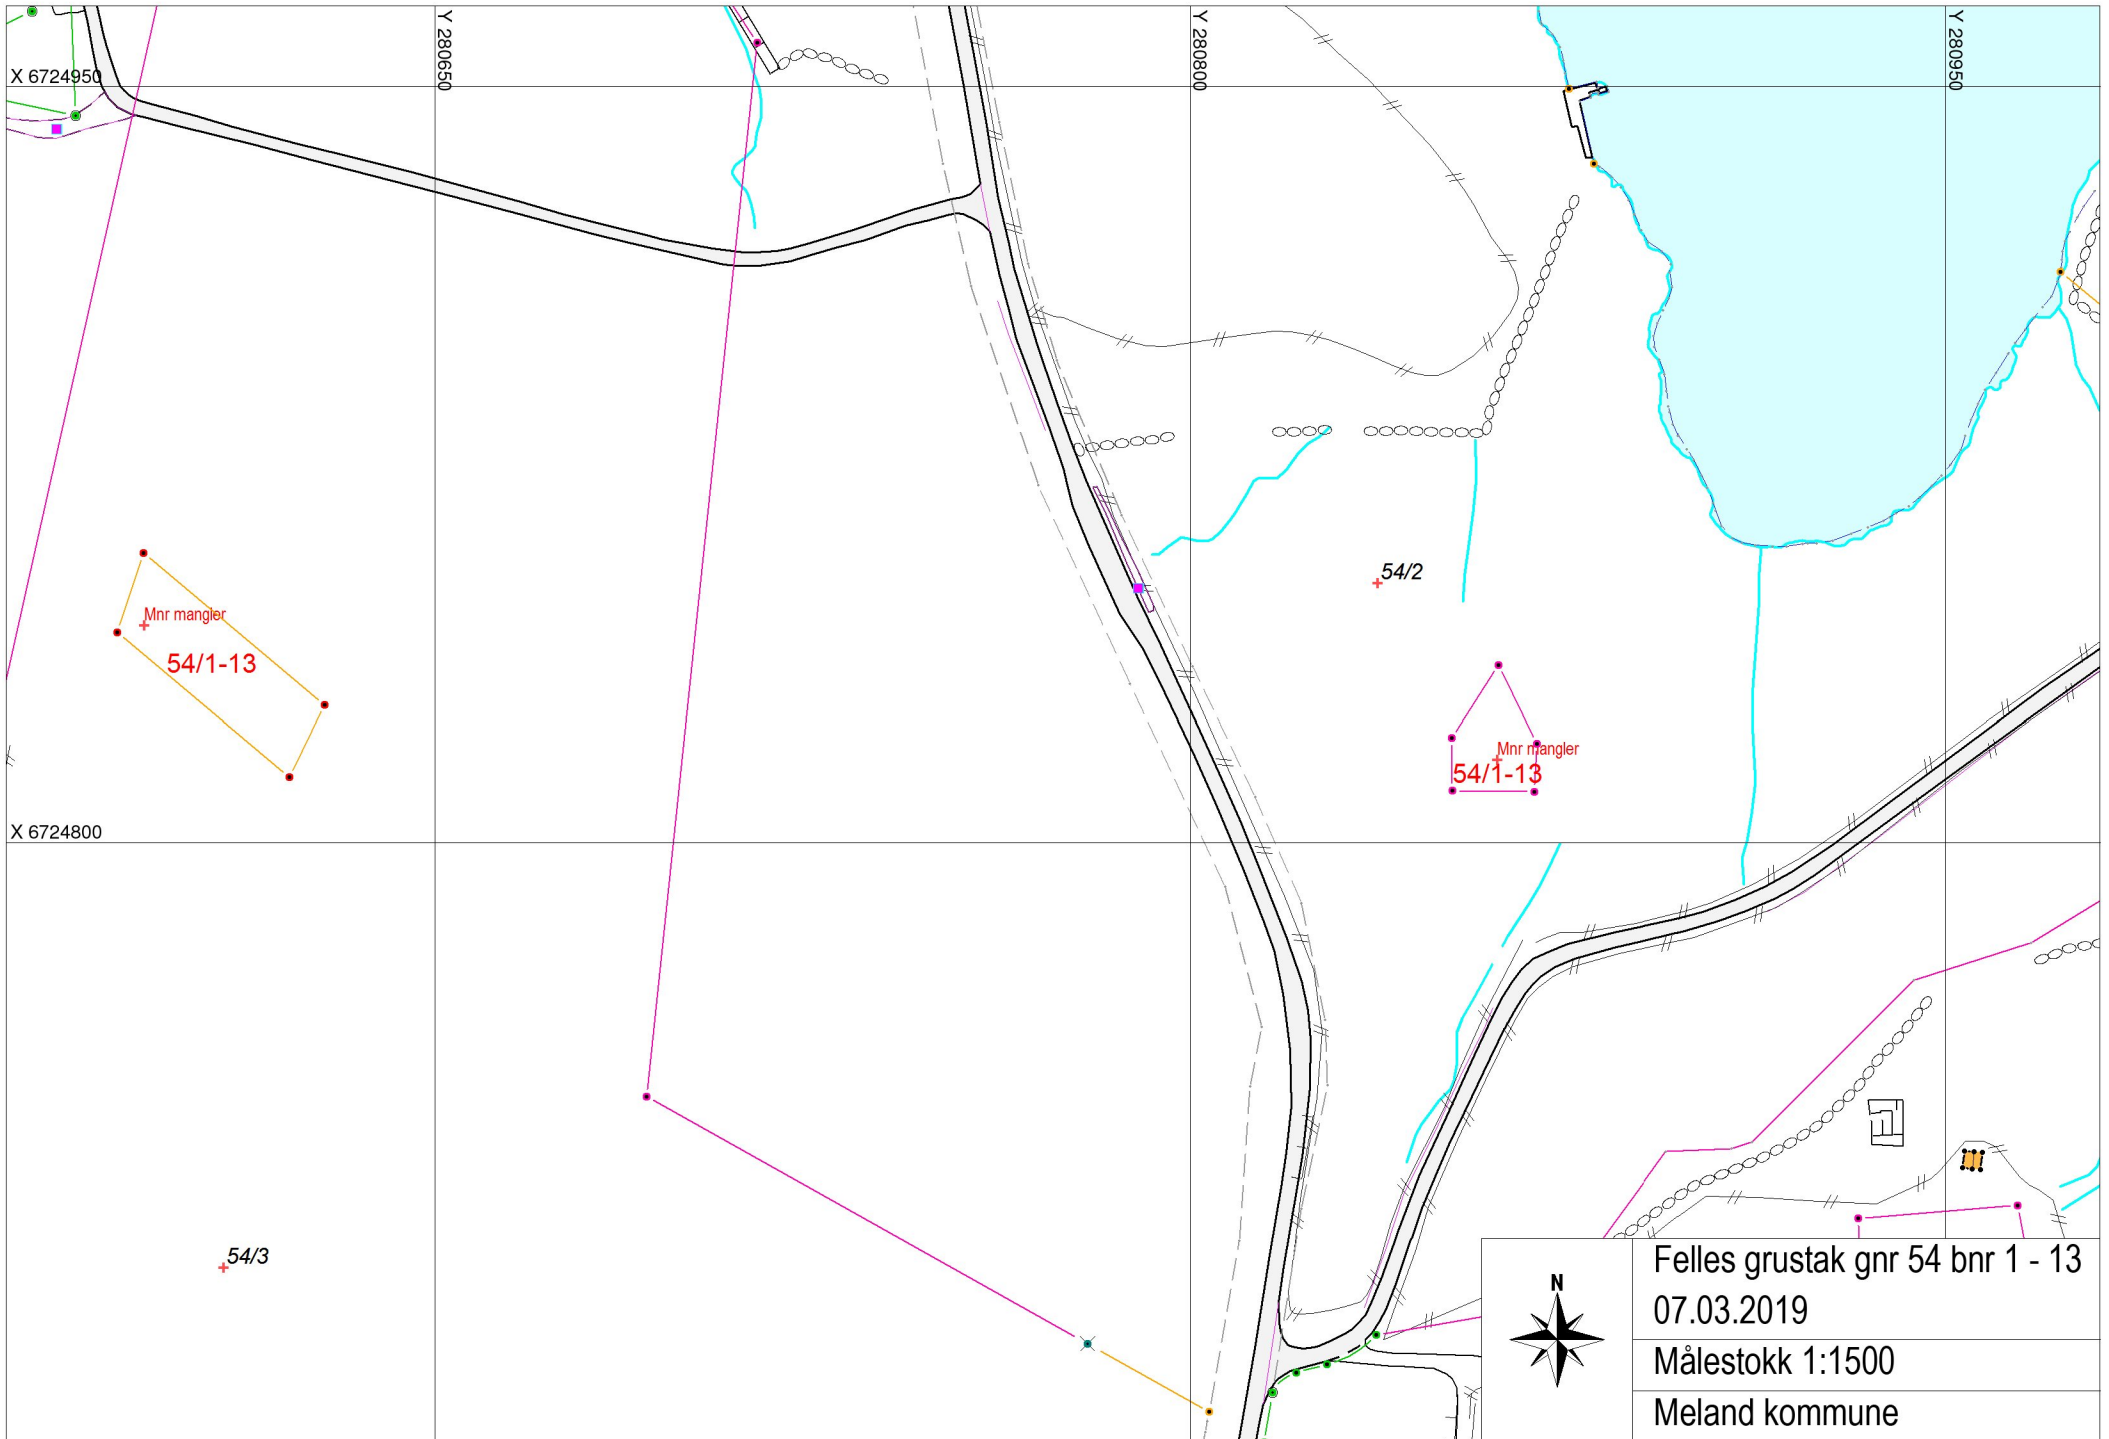 Y 280650
Y 280800
Y 280950
X 6724950
54/2
Mnr mangler
54/1-13
Mnr mangler
54/1-13
X 6724800
54/3
N
Felles grustak gnr 54 bnr 1 - 13
07.03.2019
Målestokk 1:1500
Meland kommune